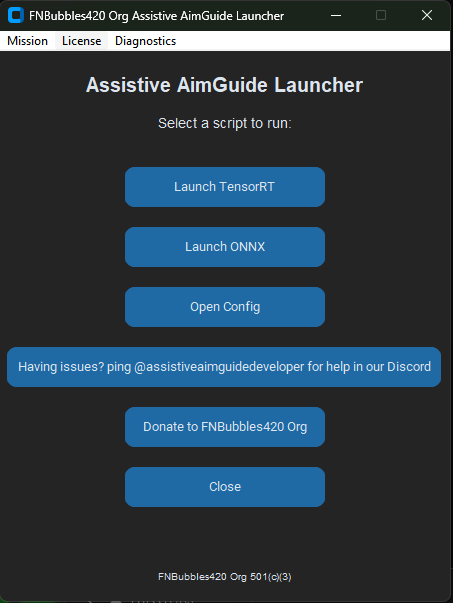 FNBubbles420 Org Assistive AimGuide Launcher
Mission License Diagnostics
Assistive AimGuide Launcher
Select a script to run:
Launch TensorRT
Launch ONNX
Open Config
Having issues? ping @assistiveaimguidedeveloper for help in our Discord
Donate to FNBubbles420 Org
Close
FNBubbles420 Org 501(c)(3)